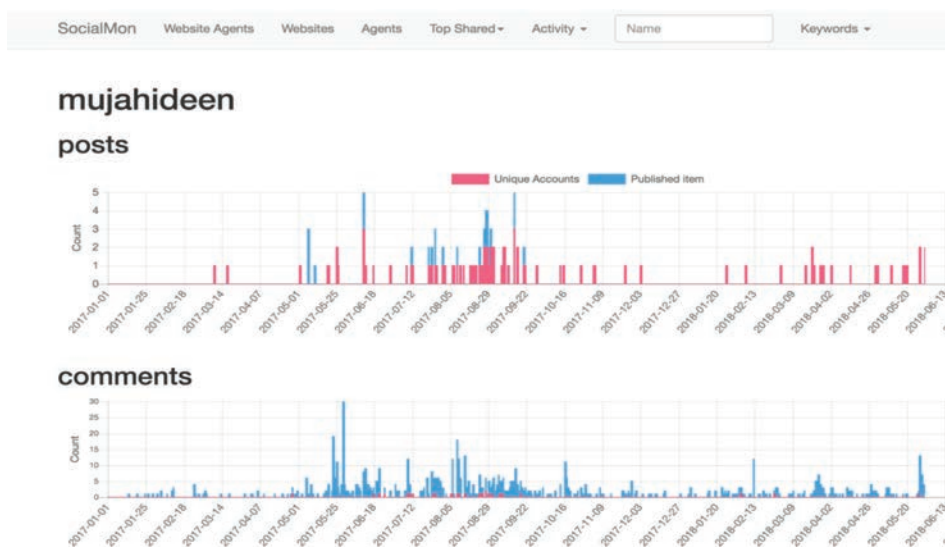 SocialMon Website Agents Websites Agents Top Shared Activity Name Keywords
mujahideen
posts
Unique Accounts Published item
5
4
3
2
1
0
Count
2017-01-01 2017-01-25 2017-02-18 2017-03-14 2017-04-07 2017-05-01 2017-05-25 2017-06-18 2017-07-12 2017-08-05 2017-08-29 2017-09-22 2017-10-16 2017-11-09 2017-12-03 2017-12-27 2018-01-20 2018-02-13 2018-03-09 2018-04-02 2018-04-26 2018-05-20 2018-06-13
comments
30
25
20
15
10
5
0
Count
2017-01-01 2017-01-25 2017-02-18 2017-03-14 2017-04-07 2017-05-01 2017-05-25 2017-06-18 2017-07-12 2017-08-05 2017-08-29 2017-09-22 2017-10-16 2017-11-09 2017-12-03 2017-12-27 2018-01-20 2018-02-13 2018-03-09 2018-04-02 2018-04-26 2018-05-20 2018-06-13